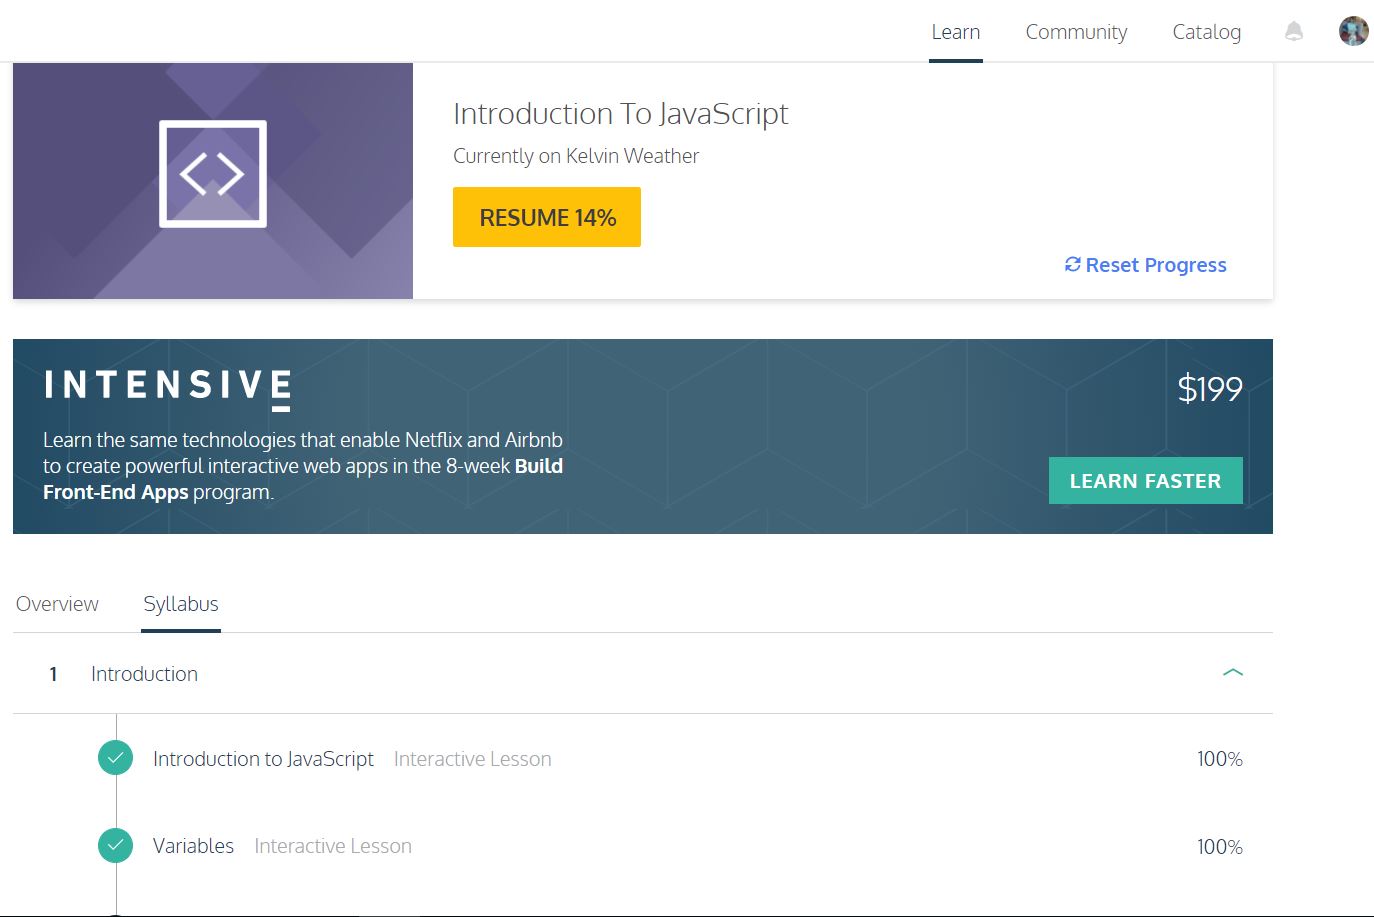 Learn Community Catalog
Introduction To JavaScript
Currently on Kelvin Weather
RESUME 14%
Reset Progress
INTENSIVE
$199
Learn the same technologies that enable Netflix and Airbnb
to create powerful interactive web apps in the 8-week Build
Front-End Apps program.
LEARN FASTER
Overview Syllabus
1 Introduction
Introduction to JavaScript Interactive Lesson 100%
Variables Interactive Lesson 100%